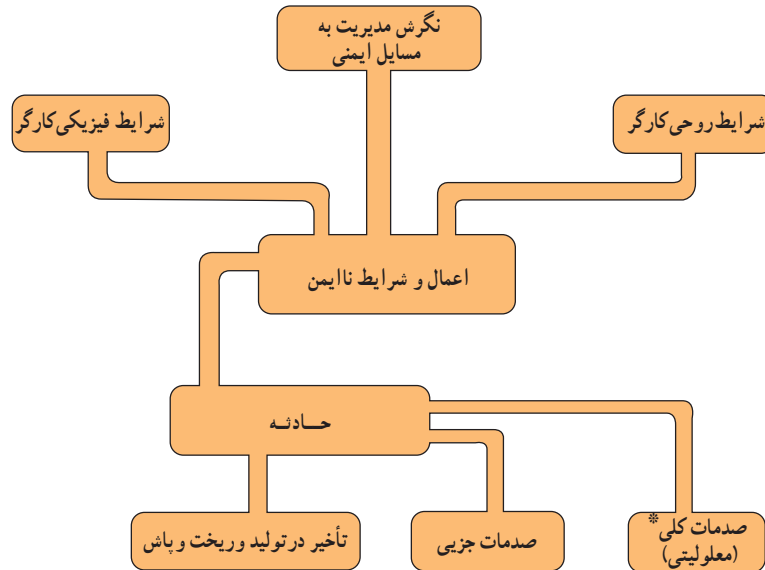 نگرش مدیریت به
مسایل ایمنی
شرایط روحی کارگر
شرایط فیزیکی کارگر
اعمال و شرایط ناایمن
حـــادثـه
صدمات کلی*
(معلولیتی)
صدمات جزیی
تأخیر در تولید و ریخت و پاش